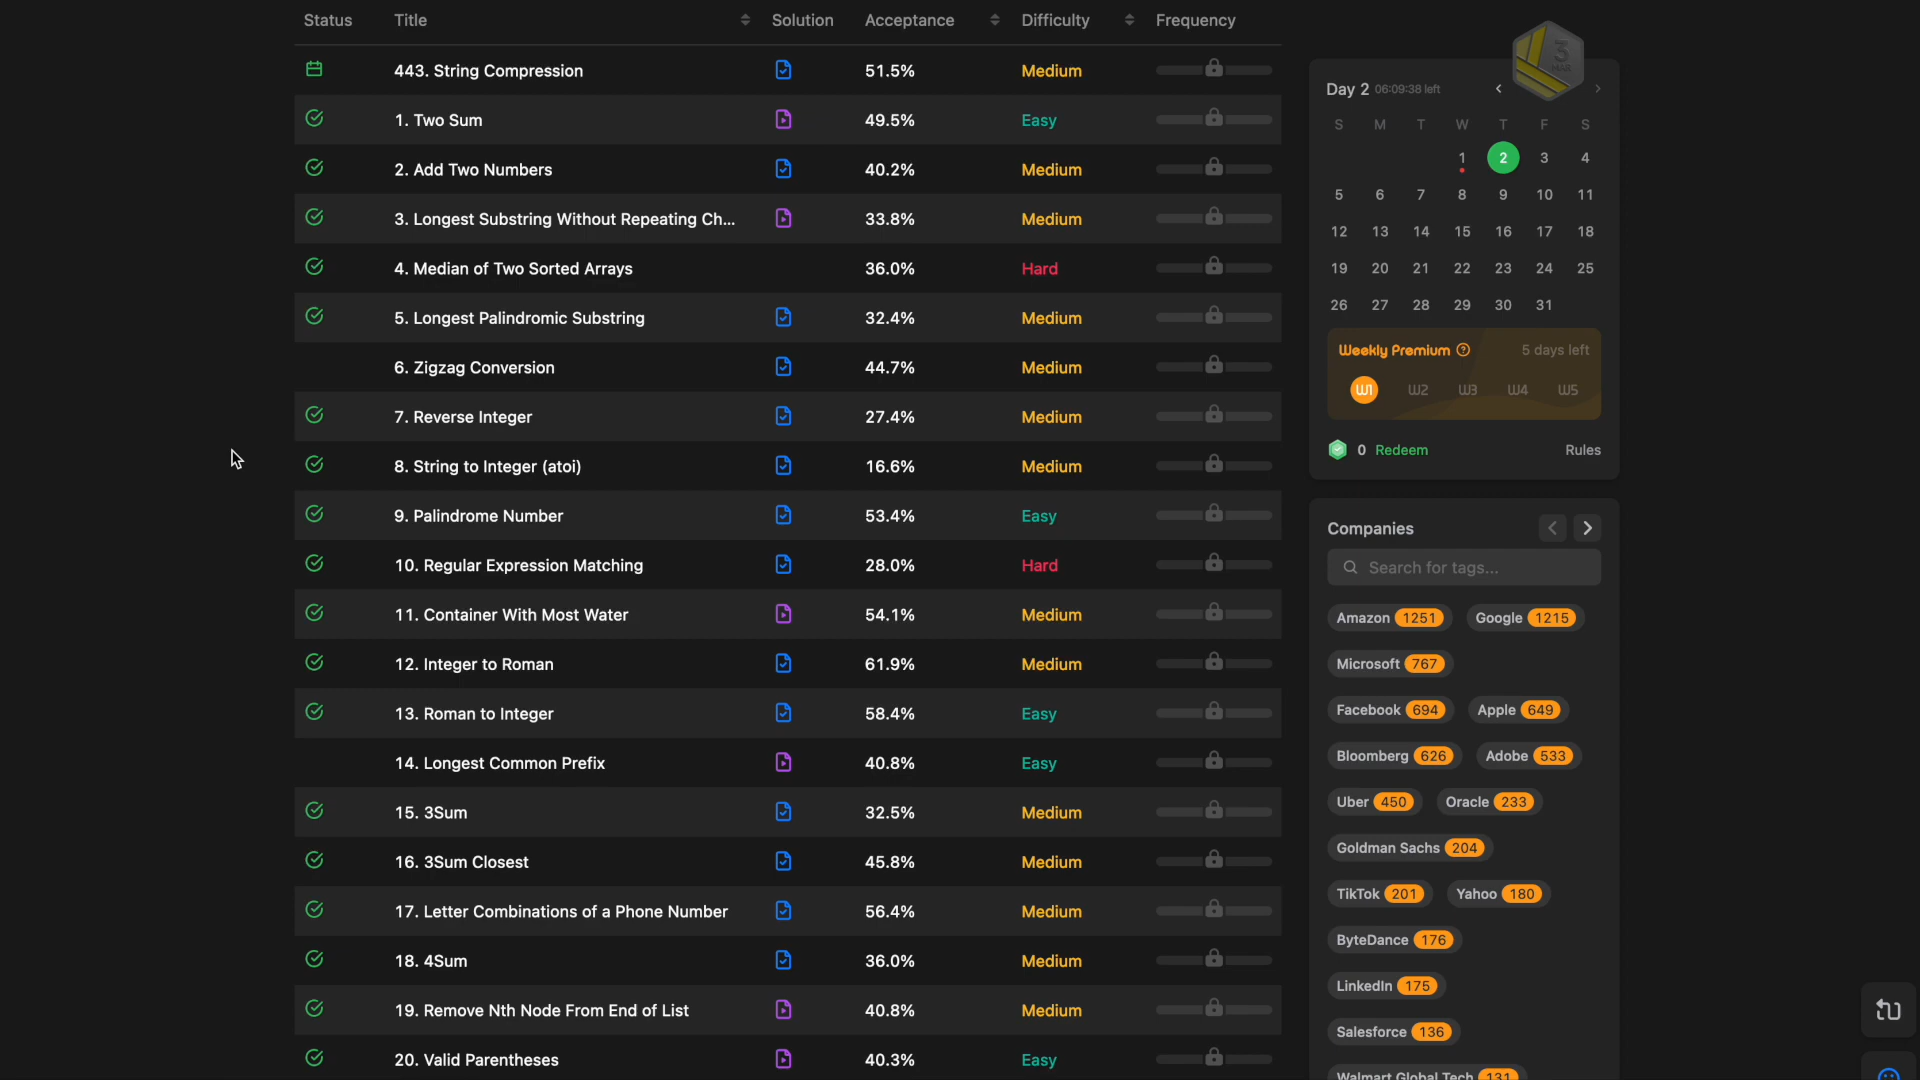 Status Title Solution Acceptance Difficulty Frequency
443. String Compression 51.5% Medium
1. Two Sum 49.5% Easy
2. Add Two Numbers 40.2% Medium
3. Longest Substring Without Repeating Ch... 33.8% Medium
4. Median of Two Sorted Arrays 36.0% Hard
5. Longest Palindromic Substring 32.4% Medium
6. Zigzag Conversion 44.7% Medium
7. Reverse Integer 27.4% Medium
8. String to Integer (atoi) 16.6% Medium
9. Palindrome Number 53.4% Easy
10. Regular Expression Matching 28.0% Hard
11. Container With Most Water 54.1% Medium
12. Integer to Roman 61.9% Medium
13. Roman to Integer 58.4% Easy
14. Longest Common Prefix 40.8% Easy
15. 3Sum 32.5% Medium
16. 3Sum Closest 45.8% Medium
17. Letter Combinations of a Phone Number 56.4% Medium
18. 4Sum 36.0% Medium
19. Remove Nth Node From End of List 40.8% Medium
20. Valid Parentheses 40.3% Easy
3
MAR
Day 2 06:09:38 left
S M T W T F S
1 2 3 4
5 6 7 8 9 10 11
12 13 14 15 16 17 18
19 20 21 22 23 24 25
26 27 28 29 30 31
Weekly Premium 5 days left
W1 W2 W3 W4 W5
0 Redeem Rules
Companies
Search for tags...
Amazon 1251 Google 1215
Microsoft 767
Facebook 694 Apple 649
Bloomberg 626 Adobe 533
Uber 450 Oracle 233
Goldman Sachs 204
TikTok 201 Yahoo 180
ByteDance 176
LinkedIn 175
Salesforce 136
Walmart Global Tech 131